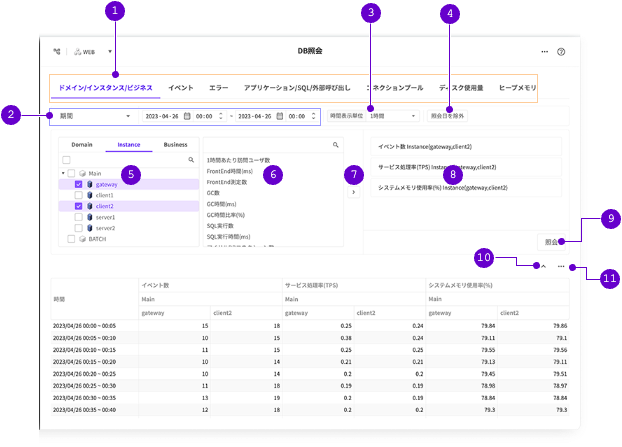 1
3
4
WEB
DB照会
ドメイン/インスタンス/ビジネス イベント エラー アプリケーション/SQL/外部呼び出し コネクションプール ディスク使用量 ヒープメモリ
2
期間 2023-04-26 00:00 ~ 2023-04-26 00:00 時間表示単位 1時間 照会日を除外
Domain Instance Business
1時間あたり訪問ユーザ数
FrontEnd時間(ms)
FrontEnd測定数
GC数
GC時間(ms)
GC時間比率(%)
SQL実行数
SQL実行時間(ms)
Main
gateway
client1
client2
server1
server2
BATCH
5
6
7
8
イベント数 Instance(gateway,client2)
サービス処理率(TPS) Instance(gateway,client2)
システムメモリ使用率(%) Instance(gateway,client2)
照会
9
10
11
時間 イベント数 サービス処理率(TPS) システムメモリ使用率(%)
Main Main Main
gateway client2 gateway client2 gateway client2
2023/04/26 00:00 ~ 00:05 15 18 0.25 0.24 79.84 79.86
2023/04/26 00:05 ~ 00:10 10 15 0.38 0.24 79.11 79.1
2023/04/26 00:10 ~ 00:15 11 15 0.25 0.25 79.55 79.56
2023/04/26 00:15 ~ 00:20 10 14 0.21 0.21 79.13 79.11
2023/04/26 00:20 ~ 00:25 10 14 0.2 0.2 79.45 79.51
2023/04/26 00:25 ~ 00:30 11 18 0.19 0.19 78.98 78.97
2023/04/26 00:30 ~ 00:35 13 19 0.2 0.19 78.84 78.84
2023/04/26 00:35 ~ 00:40 12 18 0.2 0.2 79.3 79.3